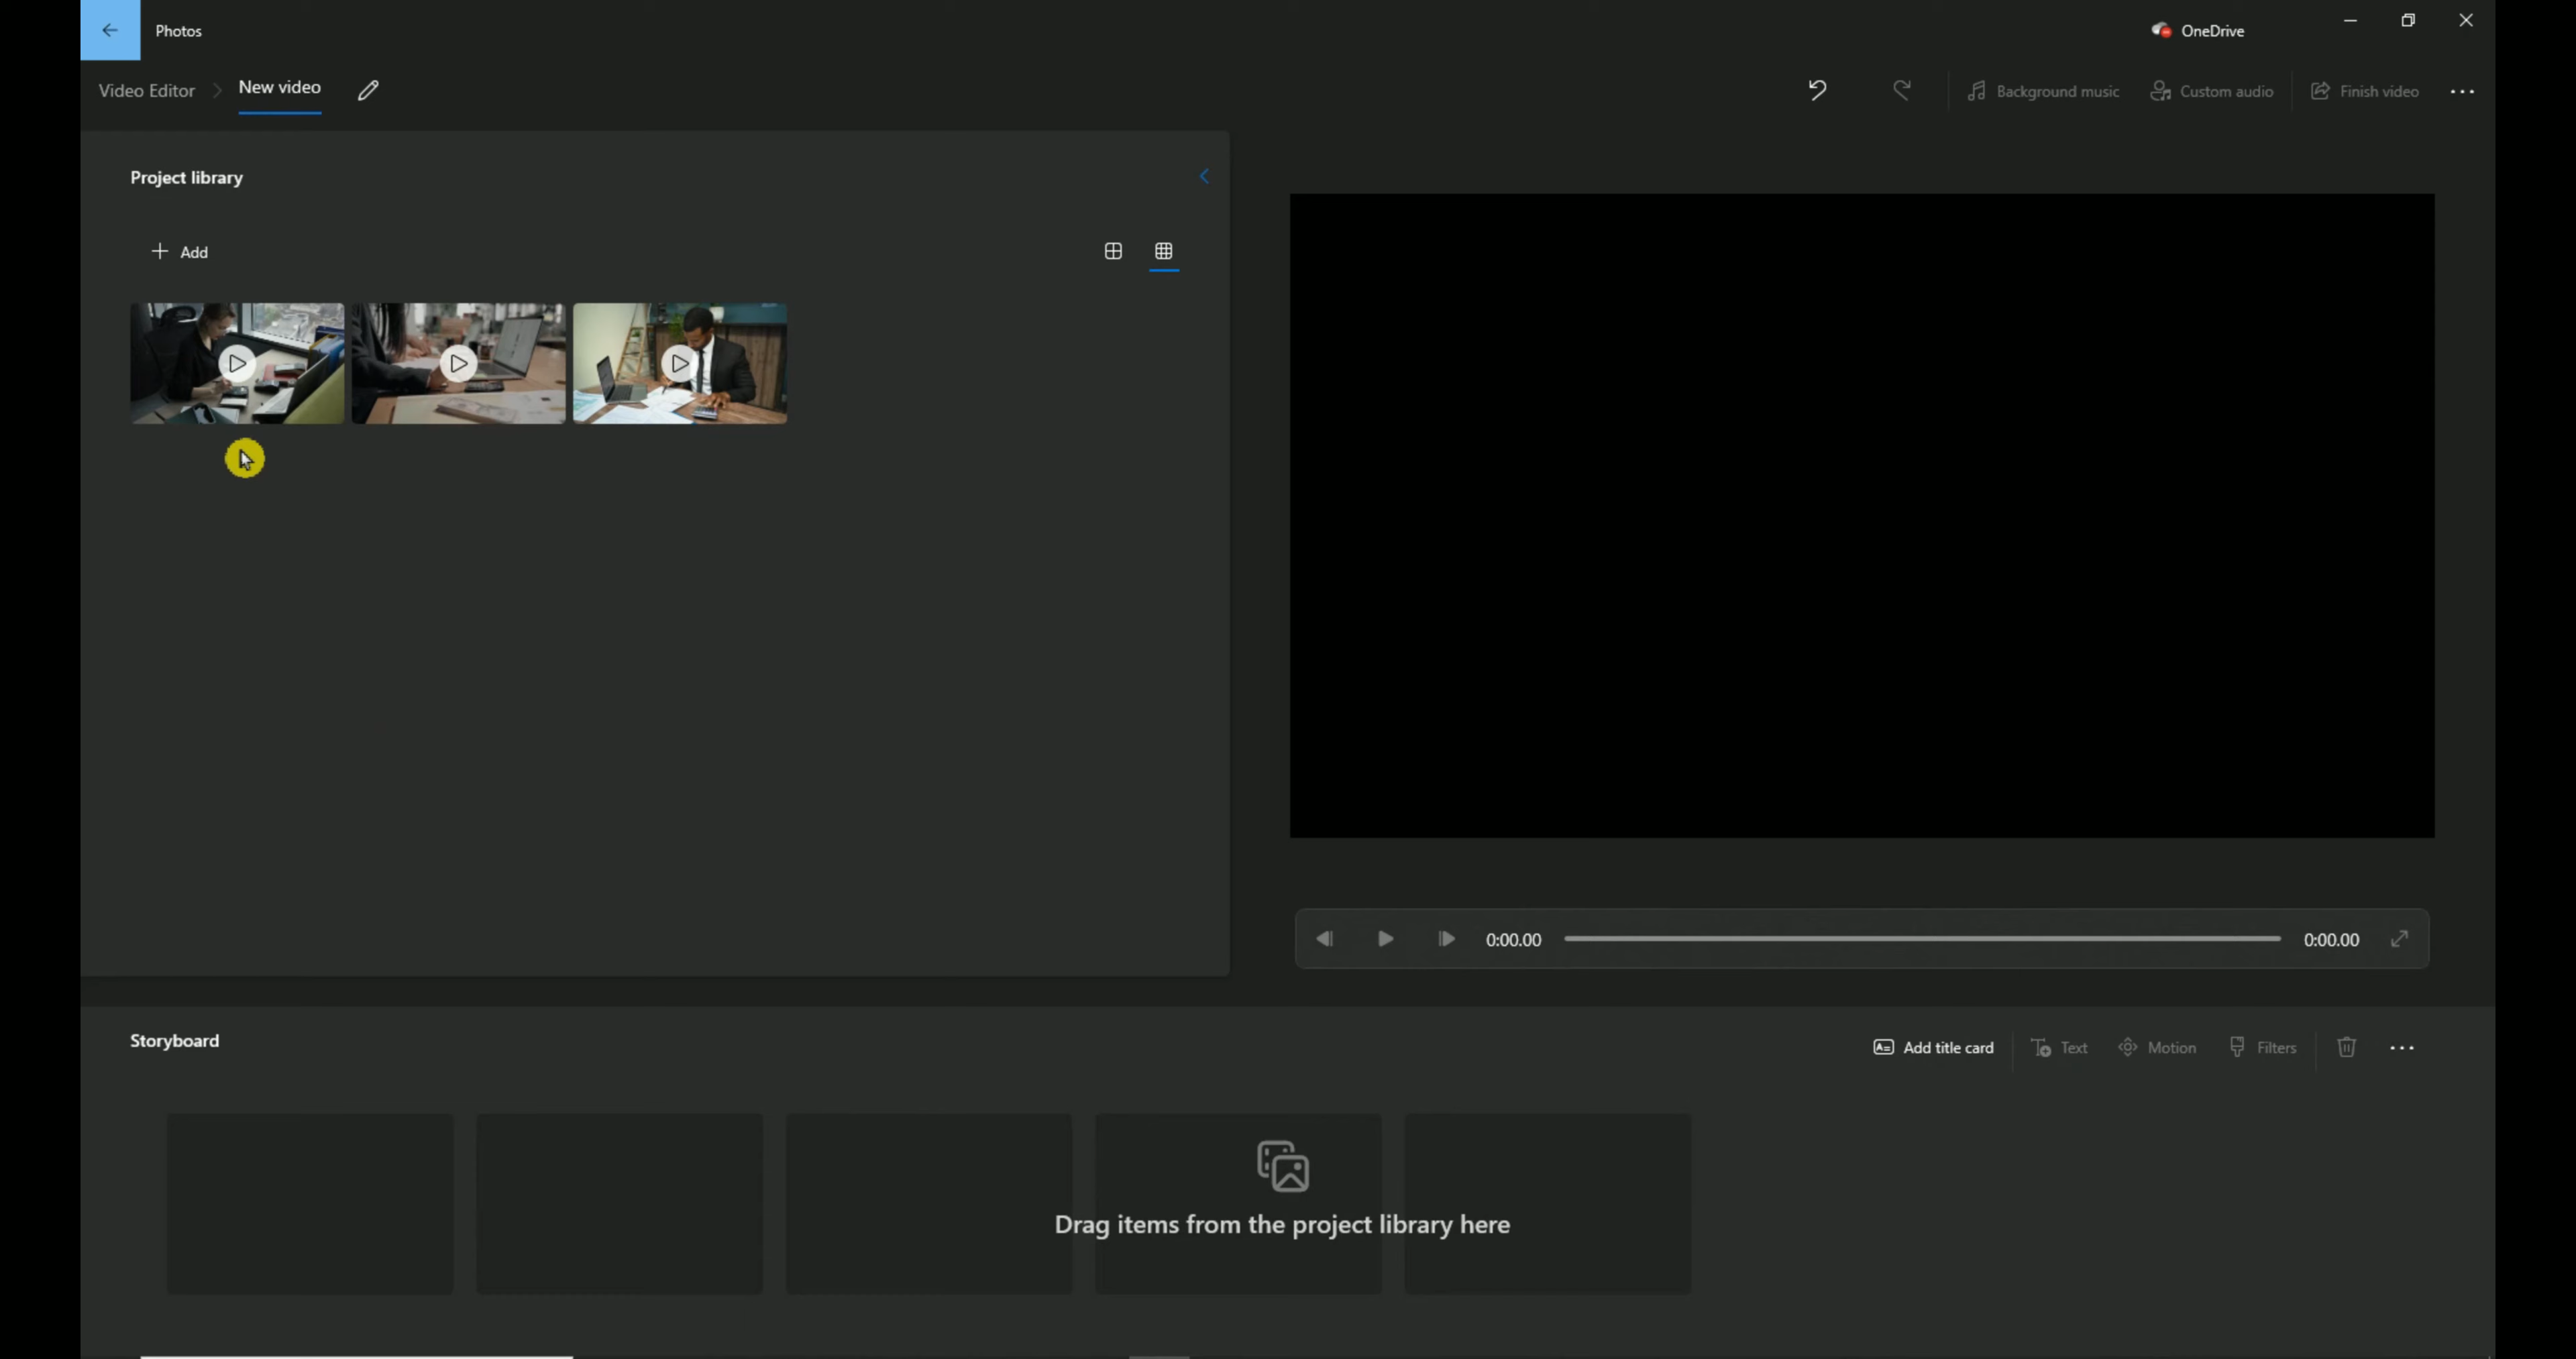 Photos
OneDrive
Video Editor
New video
Background music
Custom audio
Finish video
Project library
Add
0:00.00
0:00.00
Storyboard
Add title card
Text
Motion
Filters
Drag items from the project library here